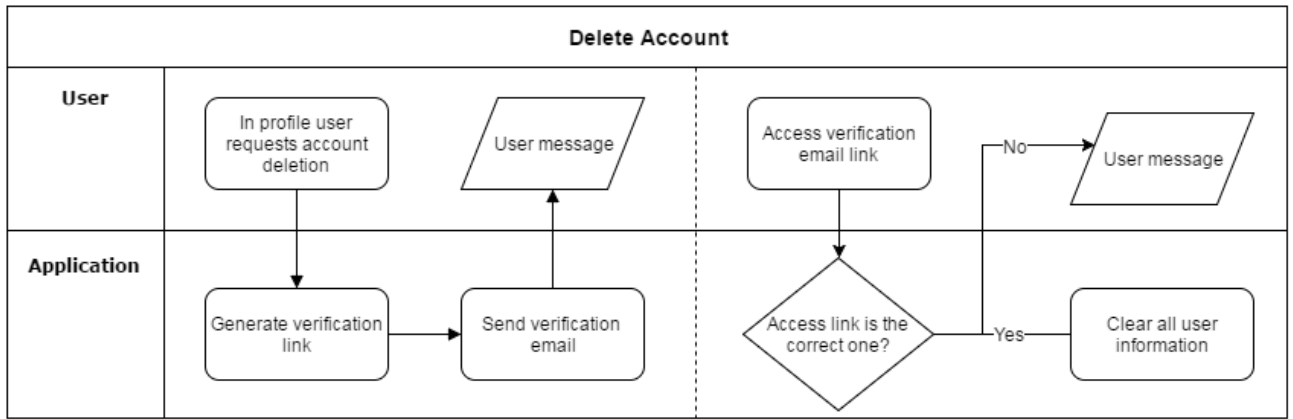 Delete Account
User
In profile user
requests account
deletion
User message
Access verification
email link
No
User message
Application
Generate verification
link
Send verification
email
Access link is the
correct one?
Yes
Clear all user
information